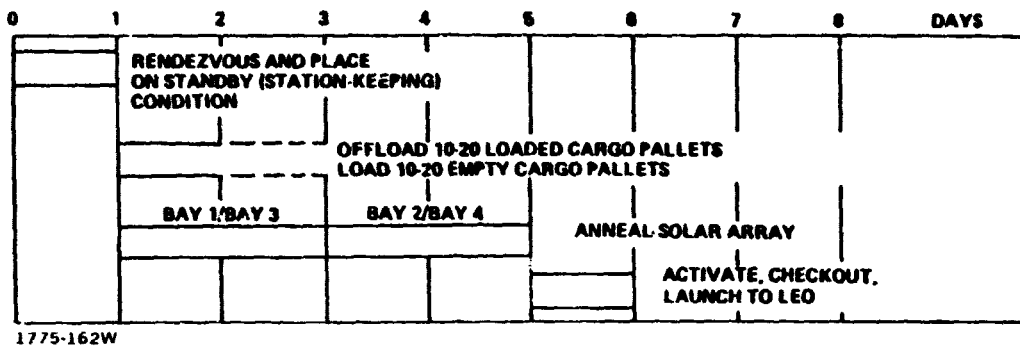 0 1 2 3 4 5 6 7 8 DAYS
RENDEZVOUS AND PLACE
ON STANDBY (STATION-KEEPING)
CONDITION
OFFLOAD 10-20 LOADED CARGO PALLETS
LOAD 10-20 EMPTY CARGO PALLETS
BAY 1/BAY 3 BAY 2/BAY 4
ANNEAL SOLAR ARRAY
ACTIVATE, CHECKOUT,
LAUNCH TO LEO
1775-162W